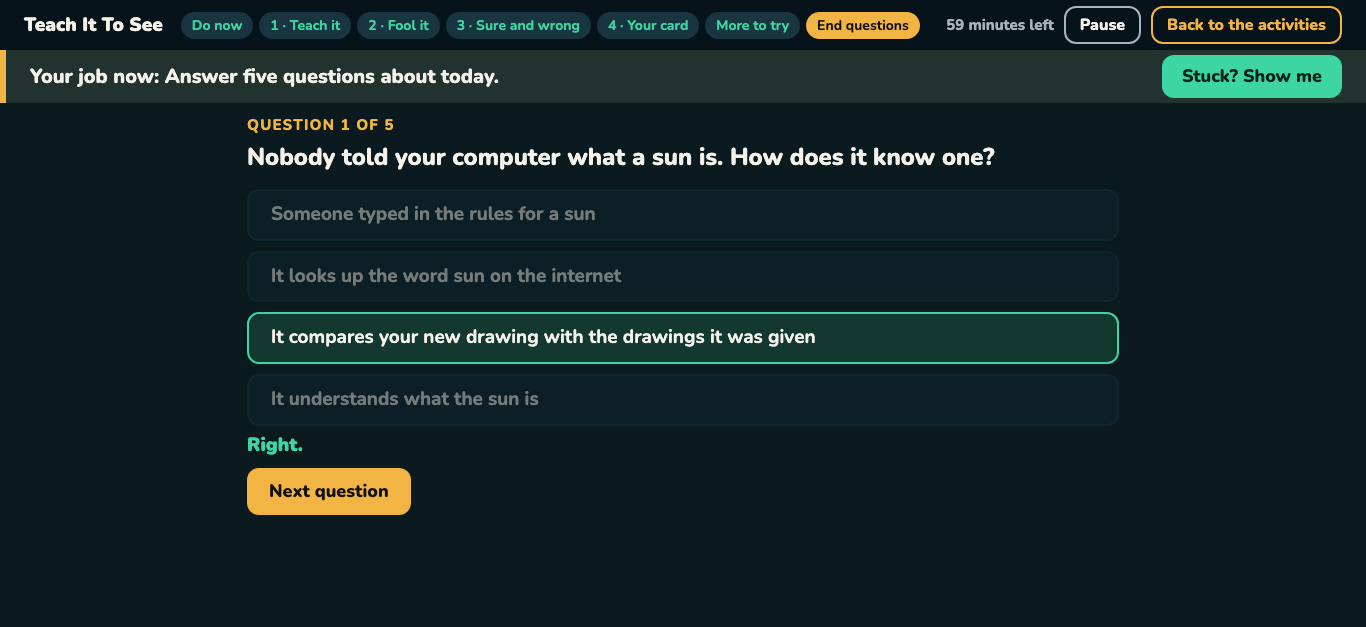 Teach It To See
Do now
1 · Teach it
2 · Fool it
3 · Sure and wrong
4 · Your card
More to try
End questions
59 minutes left
Pause
Back to the activities
Your job now: Answer five questions about today.
Stuck? Show me
QUESTION 1 OF 5
Nobody told your computer what a sun is. How does it know one?
Someone typed in the rules for a sun
It looks up the word sun on the internet
It compares your new drawing with the drawings it was given
It understands what the sun is
Right.
Next question